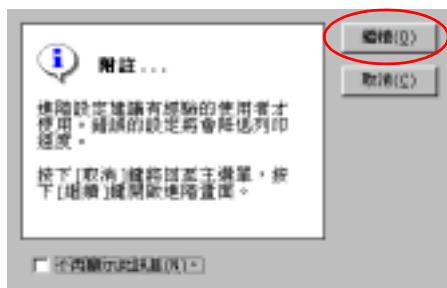 附註...
進階設定建議有經驗的使用者才
使用。錯誤的設定將會降低列印
速度。
按下[取消]鍵將回至主選單，按
下[繼續]鍵開啟進階畫面。
繼續(O)
取消(C)
不再顯示此訊息(N)。